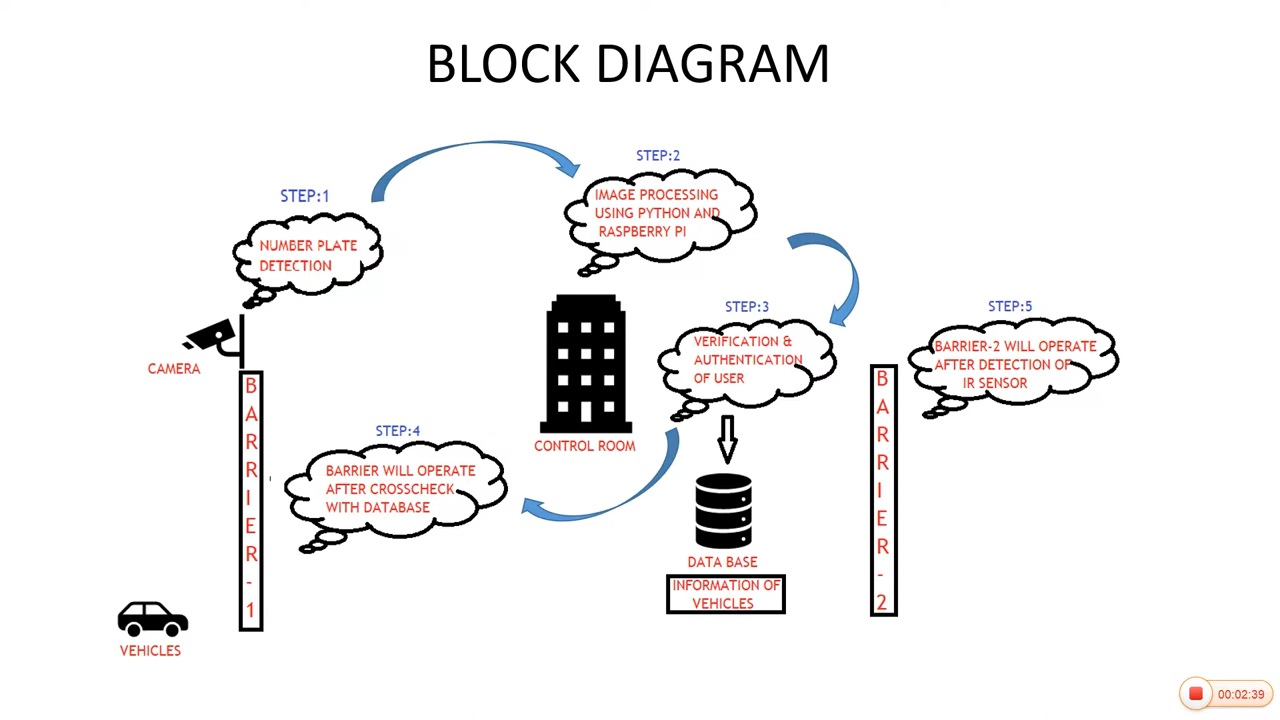 BLOCK DIAGRAM
STEP:1
NUMBER PLATE
DETECTION
STEP:2
IMAGE PROCESSING
USING PYTHON AND
RASPBERRY PI
STEP:3
VERIFICATION &
AUTHENTICATION
OF USER
STEP:5
BARRIER-2 WILL OPERATE
AFTER DETECTION OF
IR SENSOR
CAMERA
BARRIER-1
CONTROL ROOM
STEP:4
BARRIER WILL OPERATE
AFTER CROSSCHECK
WITH DATABASE
BARRIER-2
DATA BASE
INFORMATION OF
VEHICLES
VEHICLES
00:02:39